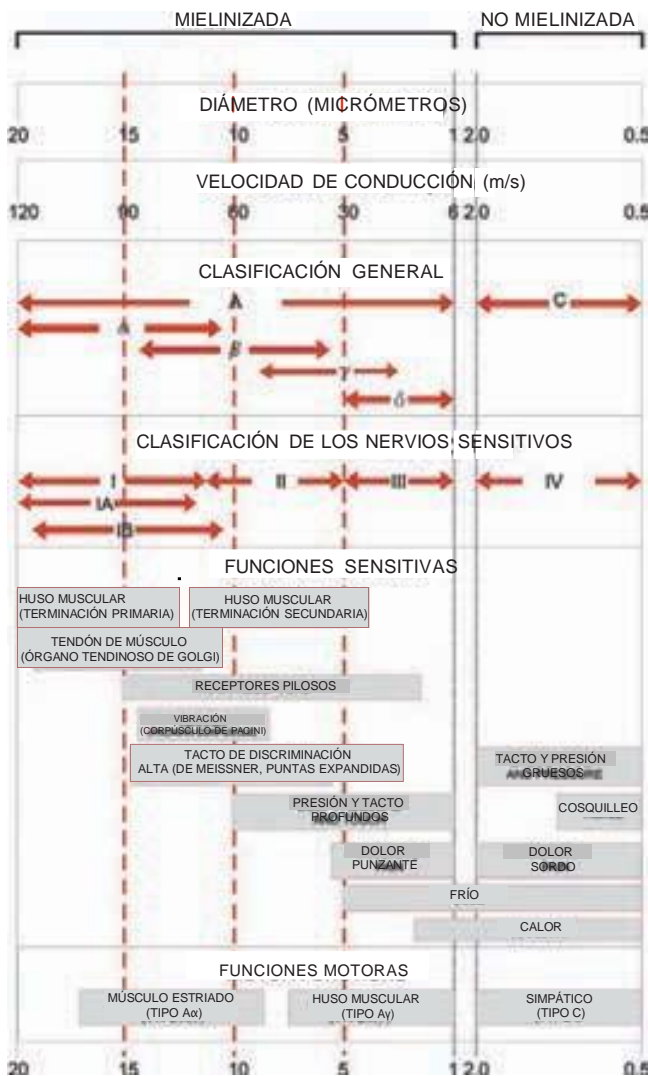 MIELINIZADA
NO MIELINIZADA
DIÁMETRO (MICRÓMETROS)
20 15 10 5 1 2.0 0.5
VELOCIDAD DE CONDUCCIÓN (m/s)
120 90 60 30 6 2.0 0.5
CLASIFICACIÓN GENERAL
A C
α
β
γ
δ
CLASIFICACIÓN DE LOS NERVIOS SENSITIVOS
I II III IV
IA
IB
FUNCIONES SENSITIVAS
HUSO MUSCULAR
(TERMINACIÓN PRIMARIA)
HUSO MUSCULAR
(TERMINACIÓN SECUNDARIA)
TENDÓN DE MÚSCULO
(ÓRGANO TENDINOSO DE GOLGI)
RECEPTORES PILOSOS
VIBRACIÓN
(CORPÚSCULO DE PACINI)
TACTO DE DISCRIMINACIÓN
ALTA (DE MEISSNER, PUNTAS EXPANDIDAS)
TACTO Y PRESIÓN
GRUESOS
PRESIÓN Y TACTO
PROFUNDOS
COSQUILLEO
DOLOR
PUNZANTE
DOLOR
SORDO
FRÍO
CALOR
FUNCIONES MOTORAS
MÚSCULO ESTRIADO
(TIPO Aα)
HUSO MUSCULAR
(TIPO Aγ)
SIMPÁTICO
(TIPO C)
20 15 10 5 1 2.0 0.5